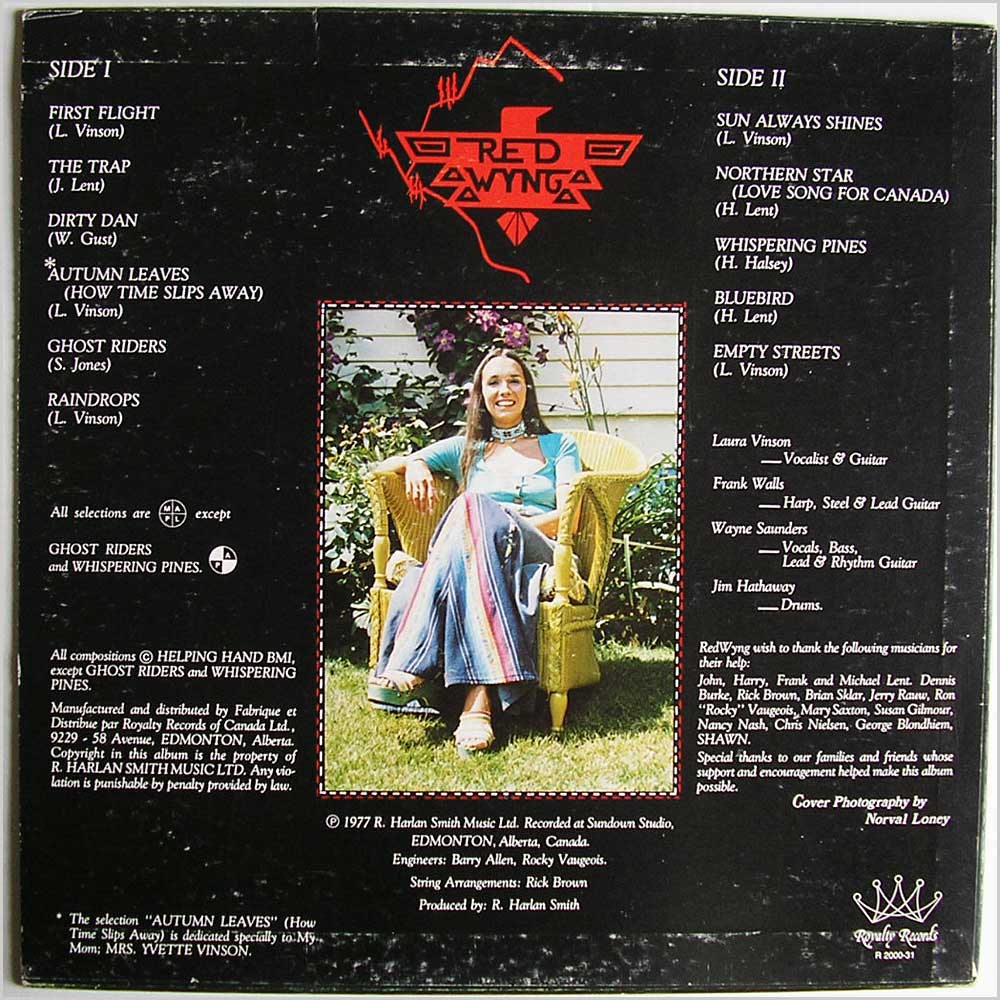 SIDE I
FIRST FLIGHT
(L. Vinson)
THE TRAP
(J. Lent)
DIRTY DAN
(W. Gust)
*AUTUMN LEAVES
(HOW TIME SLIPS AWAY)
(L. Vinson)
GHOST RIDERS
(S. Jones)
RAINDROPS
(L. Vinson)
All selections are M A P L except
GHOST RIDERS
and WHISPERING PINES. A P
All compositions © HELPING HAND BMI,
except GHOST RIDERS and WHISPERING
PINES.
Manufactured and distributed by Fabrique et
Distribue par Royalty Records of Canada Ltd.,
9229 - 58 Avenue, EDMONTON, Alberta.
Copyright in this album is the property of
R. HARLAN SMITH MUSIC LTD. Any vio-
lation is punishable by penalty provided by law.
* The selection "AUTUMN LEAVES" (How
Time Slips Away) is dedicated specially to My
Mom; MRS. YVETTE VINSON.
RED
WYNG
℗ 1977 R. Harlan Smith Music Ltd. Recorded at Sundown Studio,
EDMONTON, Alberta, Canada.
Engineers: Barry Allen, Rocky Vaugeois.
String Arrangements: Rick Brown
Produced by: R. Harlan Smith
SIDE II
SUN ALWAYS SHINES
(L. Vinson)
NORTHERN STAR
(LOVE SONG FOR CANADA)
(H. Lent)
WHISPERING PINES
(H. Halsey)
BLUEBIRD
(H. Lent)
EMPTY STREETS
(L. Vinson)
Laura Vinson
—Vocalist & Guitar
Frank Walls
—Harp, Steel & Lead Guitar
Wayne Saunders
—Vocals, Bass,
Lead & Rhythm Guitar
Jim Hathaway
—Drums.
RedWyng wish to thank the following musicians for
their help:
John, Harry, Frank and Michael Lent. Dennis
Burke, Rick Brown, Brian Sklar, Jerry Rauw, Ron
"Rocky" Vaugeois, Mary Saxton, Susan Gilmour,
Nancy Nash, Chris Nielsen, George Blondhiem,
SHAWN.
Special thanks to our families and friends whose
support and encouragement helped make this album
possible.
Cover Photography by
Norval Loney
Royalty Records
R 2000-31